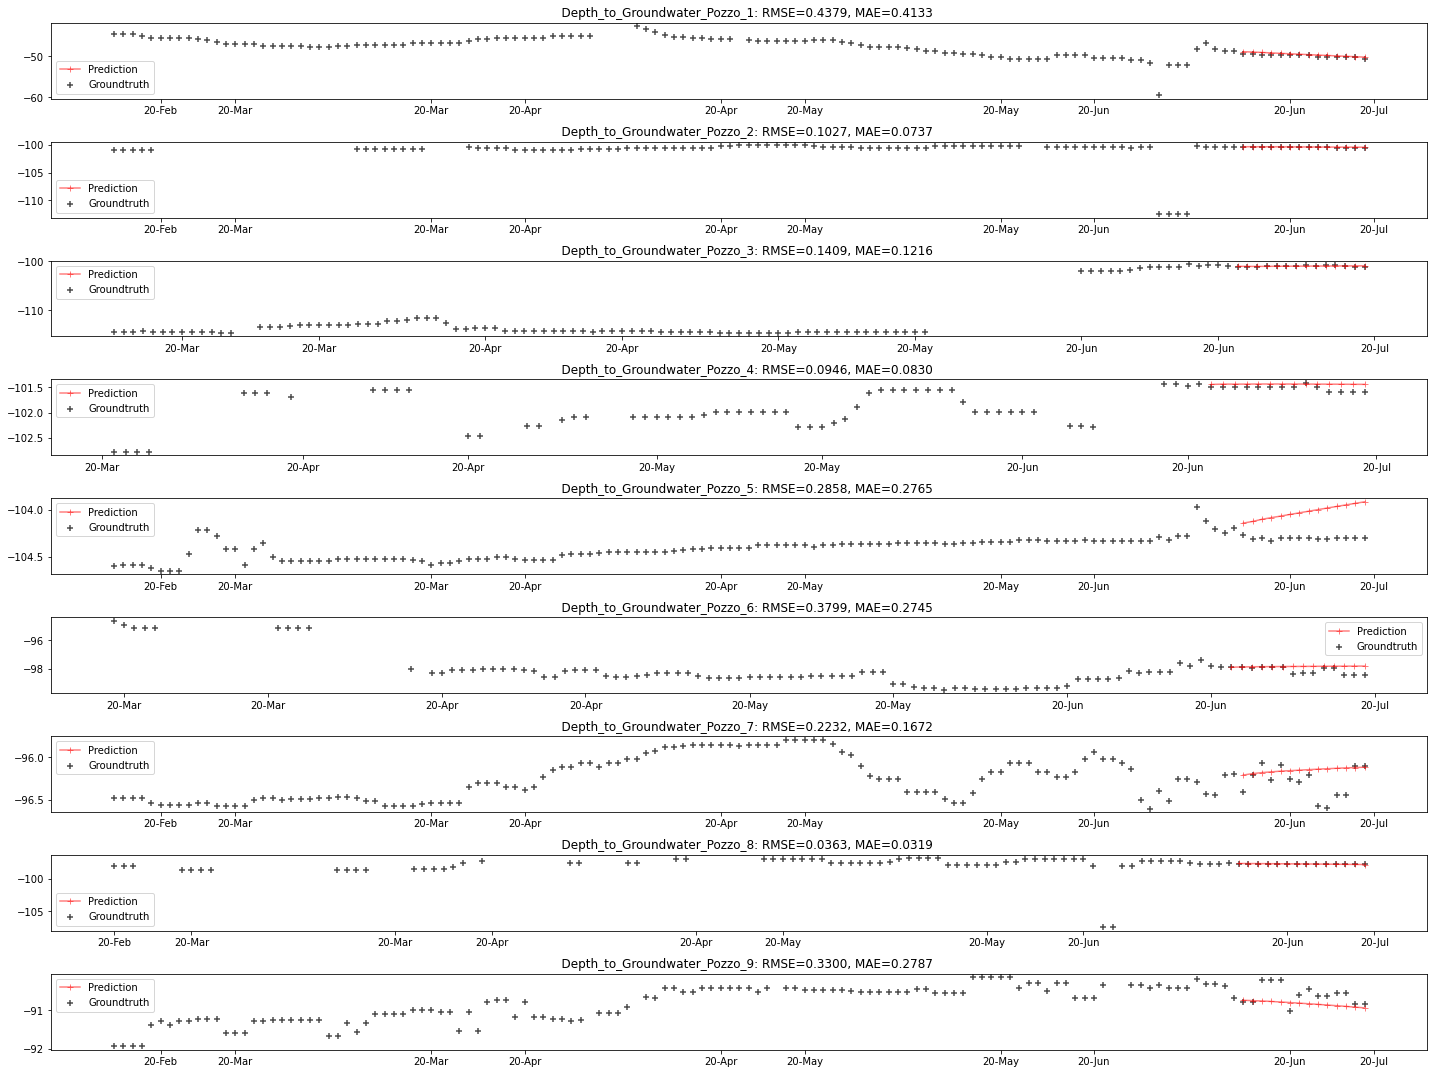 Depth_to_Groundwater_Pozzo_1: RMSE=0.4379, MAE=0.4133
−50
Prediction
Groundtruth
−60
20-Feb 20-Mar 20-Mar 20-Apr 20-Apr 20-May 20-May 20-Jun 20-Jun 20-Jul
Depth_to_Groundwater_Pozzo_2: RMSE=0.1027, MAE=0.0737
−100
−105
Prediction
−110
Groundtruth
20-Feb 20-Mar 20-Mar 20-Apr 20-Apr 20-May 20-May 20-Jun 20-Jun 20-Jul
Depth_to_Groundwater_Pozzo_3: RMSE=0.1409, MAE=0.1216
−100
Prediction
Groundtruth
−110
20-Mar 20-Mar 20-Apr 20-Apr 20-May 20-May 20-Jun 20-Jun 20-Jul
Depth_to_Groundwater_Pozzo_4: RMSE=0.0946, MAE=0.0830
−101.5
Prediction
Groundtruth
−102.0
−102.5
20-Mar 20-Apr 20-Apr 20-May 20-May 20-Jun 20-Jun 20-Jul
Depth_to_Groundwater_Pozzo_5: RMSE=0.2858, MAE=0.2765
−104.0
Prediction
Groundtruth
−104.5
20-Feb 20-Mar 20-Mar 20-Apr 20-Apr 20-May 20-May 20-Jun 20-Jun 20-Jul
Depth_to_Groundwater_Pozzo_6: RMSE=0.3799, MAE=0.2745
−96
Prediction
Groundtruth
−98
20-Mar 20-Mar 20-Apr 20-Apr 20-May 20-May 20-Jun 20-Jun 20-Jul
Depth_to_Groundwater_Pozzo_7: RMSE=0.2232, MAE=0.1672
−96.0
Prediction
Groundtruth
−96.5
20-Feb 20-Mar 20-Mar 20-Apr 20-Apr 20-May 20-May 20-Jun 20-Jun 20-Jul
Depth_to_Groundwater_Pozzo_8: RMSE=0.0363, MAE=0.0319
−100
Prediction
−105
Groundtruth
20-Feb 20-Mar 20-Mar 20-Apr 20-Apr 20-May 20-May 20-Jun 20-Jun 20-Jul
Depth_to_Groundwater_Pozzo_9: RMSE=0.3300, MAE=0.2787
Prediction
Groundtruth
−91
−92
20-Feb 20-Mar 20-Mar 20-Apr 20-Apr 20-May 20-May 20-Jun 20-Jun 20-Jul